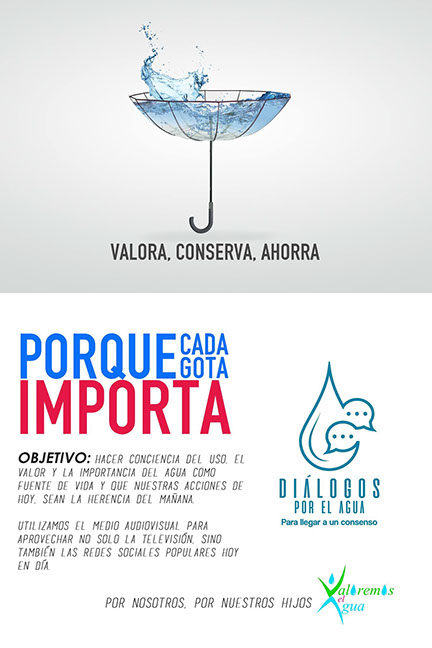 VALORA, CONSERVA, AHORRA
PORQUE CADA GOTA
IMPORTA
OBJETIVO: HACER CONCIENCIA DEL USO, EL
VALOR Y LA IMPORTANCIA DEL AGUA COMO
FUENTE DE VIDA Y QUE NUESTRAS ACCIONES DE
HOY, SEAN LA HERENCIA DEL MAÑANA.
UTILIZAMOS EL MEDIO AUDIOVISUAL PARA
APROVECHAR NO SOLO LA TELEVISIÓN, SINO
TAMBIÉN LAS REDES SOCIALES POPULARES HOY
EN DÍA.
DIÁLOGOS
POR EL AGUA
Para llegar a un consenso
POR NOSOTROS, POR NUESTROS HIJOS
Valoremos
el
Agua